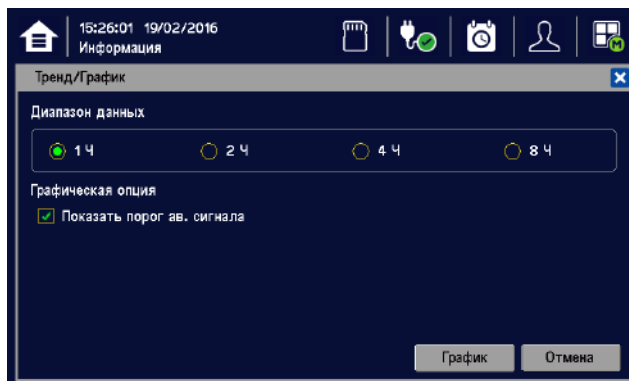 15:26:01 19/02/2016
Информация
M
Тренд/График
Диапазон данных
1 Ч 2 Ч 4 Ч 8 Ч
Графическая опция
Показать порог ав. сигнала
График Отмена